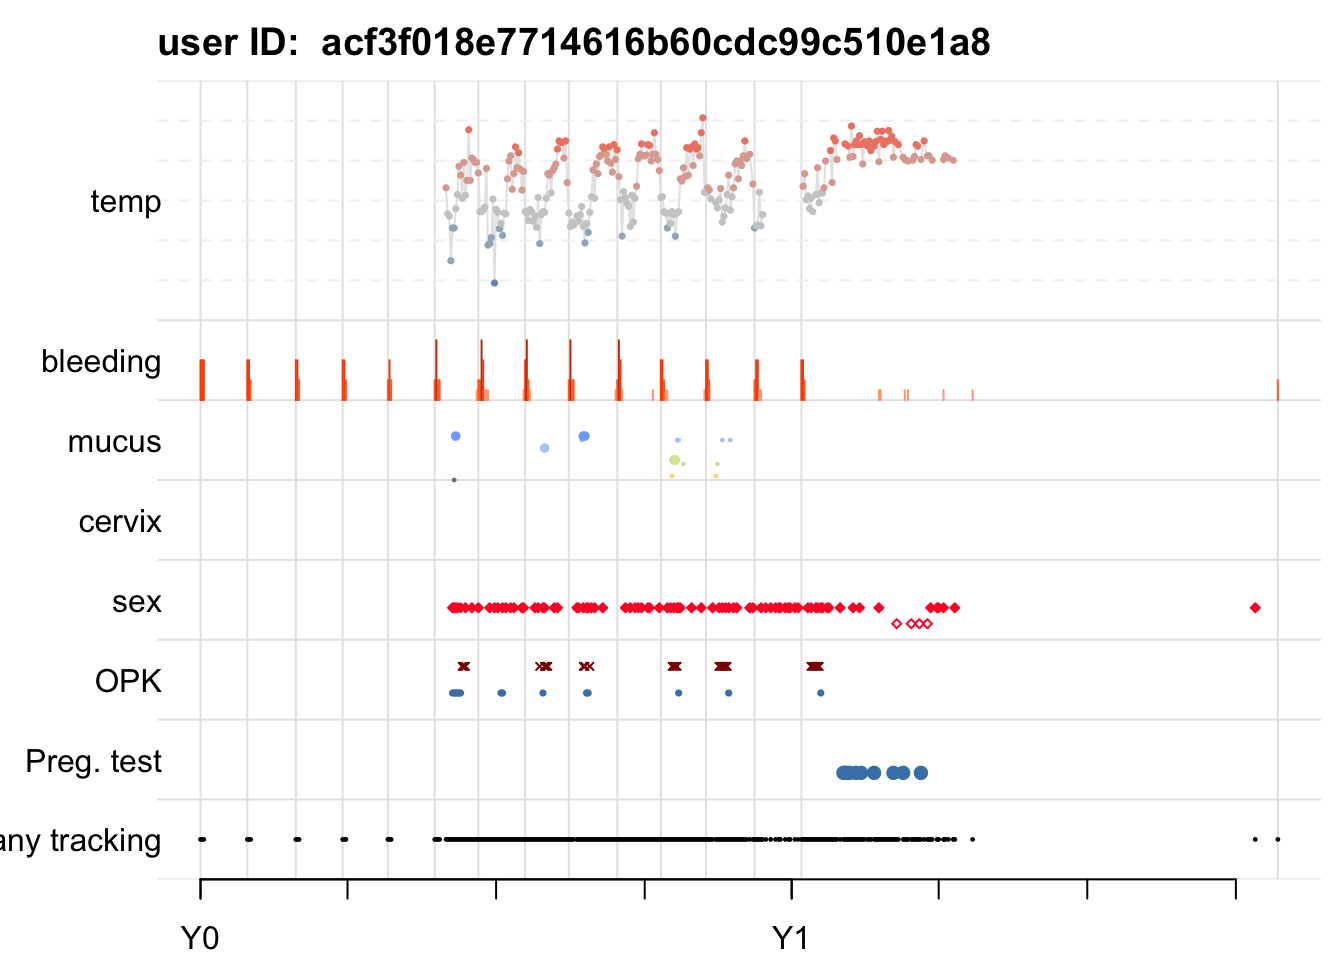 user ID:  acf3f018e7714616b60cdc99c510e1a8
temp
bleeding
mucus
cervix
sex
OPK
Preg. test
any tracking
Y0
Y1